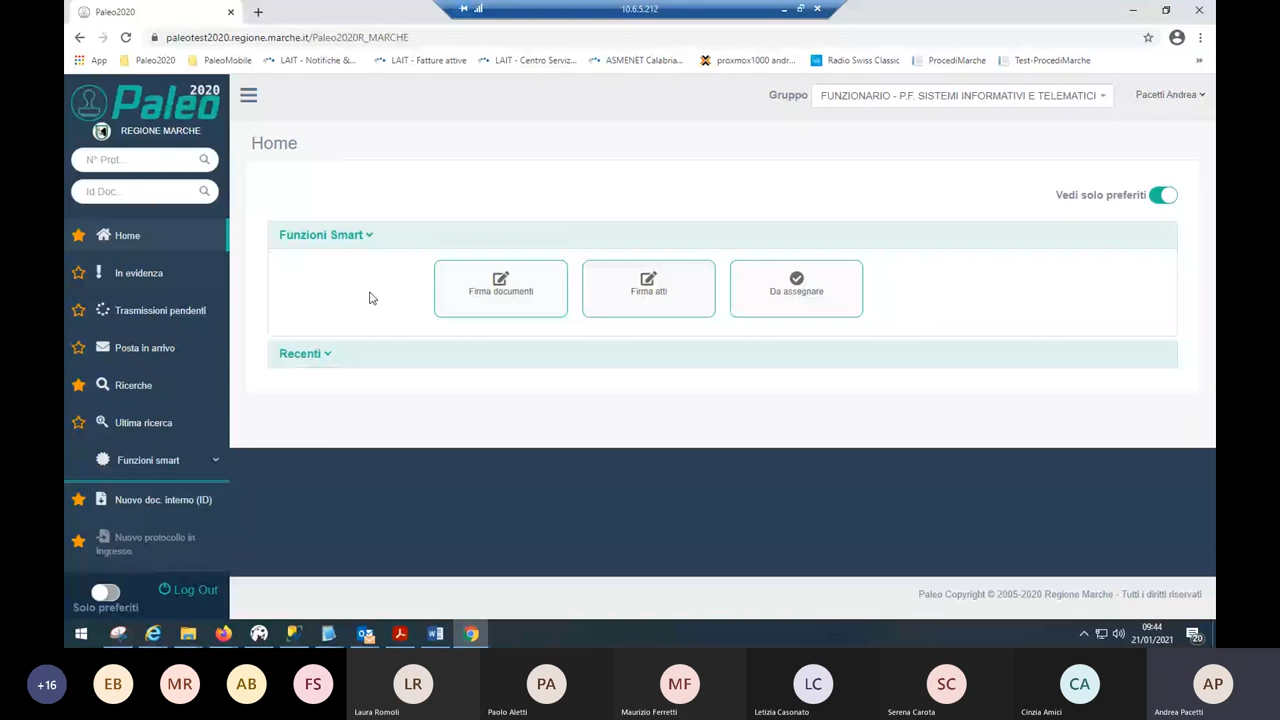 Paleo2020
10.6.5.212
paleotest2020.regione.marche.it/Paleo2020R_MARCHE
App
Paleo2020
PaleoMobile
LAIT - Notifiche &...
LAIT - Fatture attive
LAIT - Centro Serviz...
ASMENET Calabria...
proxmox1000 andr...
Radio Swiss Classic
ProcediMarche
Test-ProcediMarche
»
Paleo 2020
REGIONE MARCHE
N° Prot...
Id Doc...
Home
In evidenza
Trasmissioni pendenti
Posta in arrivo
Ricerche
Ultima ricerca
Funzioni smart
Nuovo doc. interno (ID)
Nuovo protocollo in
ingresso
Solo preferiti
Log Out
Gruppo
FUNZIONARIO - P.F. SISTEMI INFORMATIVI E TELEMATICI
Pacetti Andrea
Home
Vedi solo preferiti
Funzioni Smart
Firma documenti
Firma atti
Da assegnare
Recenti
Paleo Copyright © 2005-2020 Regione Marche - Tutti i diritti riservati
09:44
21/01/2021
20
+16
EB
MR
AB
FS
LR
Laura Romoli
PA
Paolo Aletti
MF
Maurizio Ferretti
LC
Letizia Casonato
SC
Serena Carota
CA
Cinzia Amici
AP
Andrea Pacetti